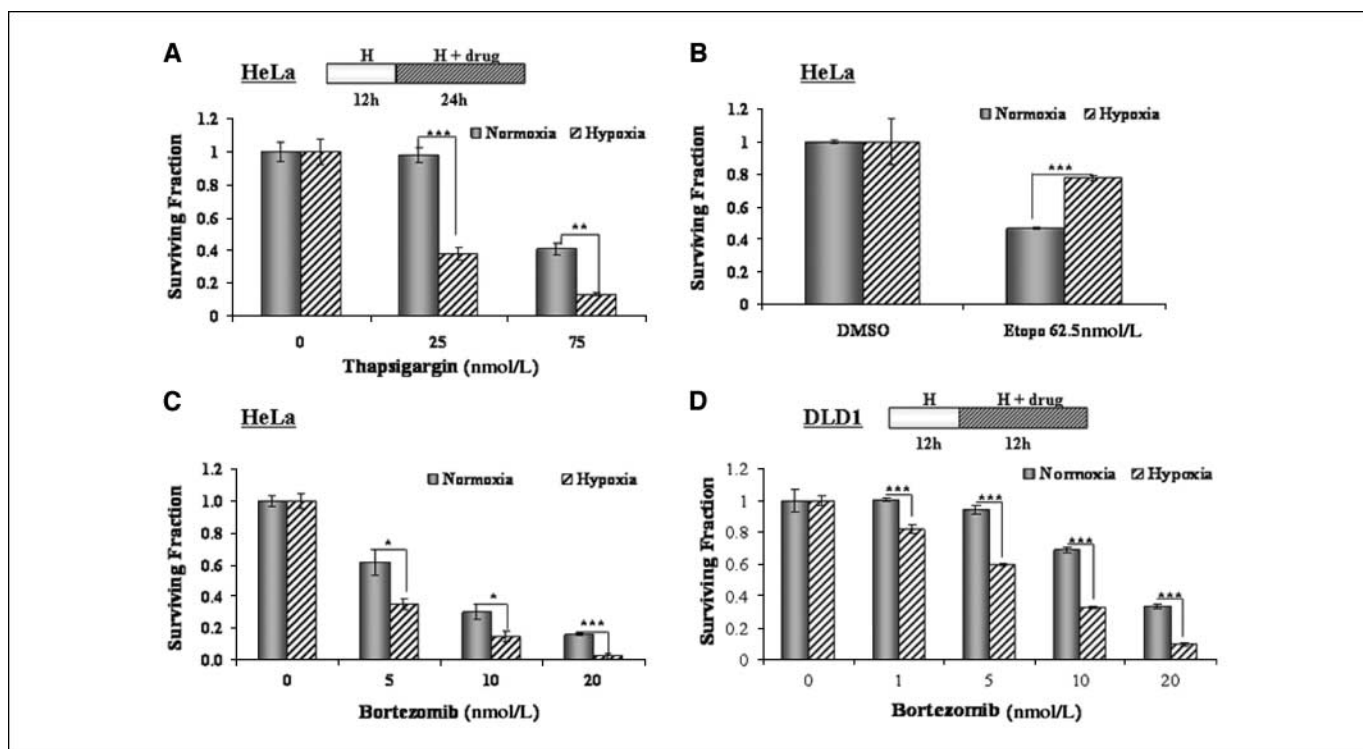 A
H H + drug
HeLa
12h 24h
Normoxia Hypoxia
Surviving Fraction
1.2
1
0.8
0.6
0.4
0.2
0
***
**
0 25 75
Thapsigargin (nmol/L)
B
HeLa
Normoxia Hypoxia
Surviving Fraction
1.2
1
0.8
0.6
0.4
0.2
0
***
DMSO Etopo 62.5nmol/L
C
HeLa
Normoxia Hypoxia
Surviving Fraction
1.2
1.0
0.8
0.6
0.4
0.2
0.0
*
*
***
0 5 10 20
Bortezomib (nmol/L)
D
H H + drug
DLD1
12h 12h
Normoxia Hypoxia
Surviving Fraction
1.2
1
0.8
0.6
0.4
0.2
0
***
***
***
***
0 1 5 10 20
Bortezomib (nmol/L)